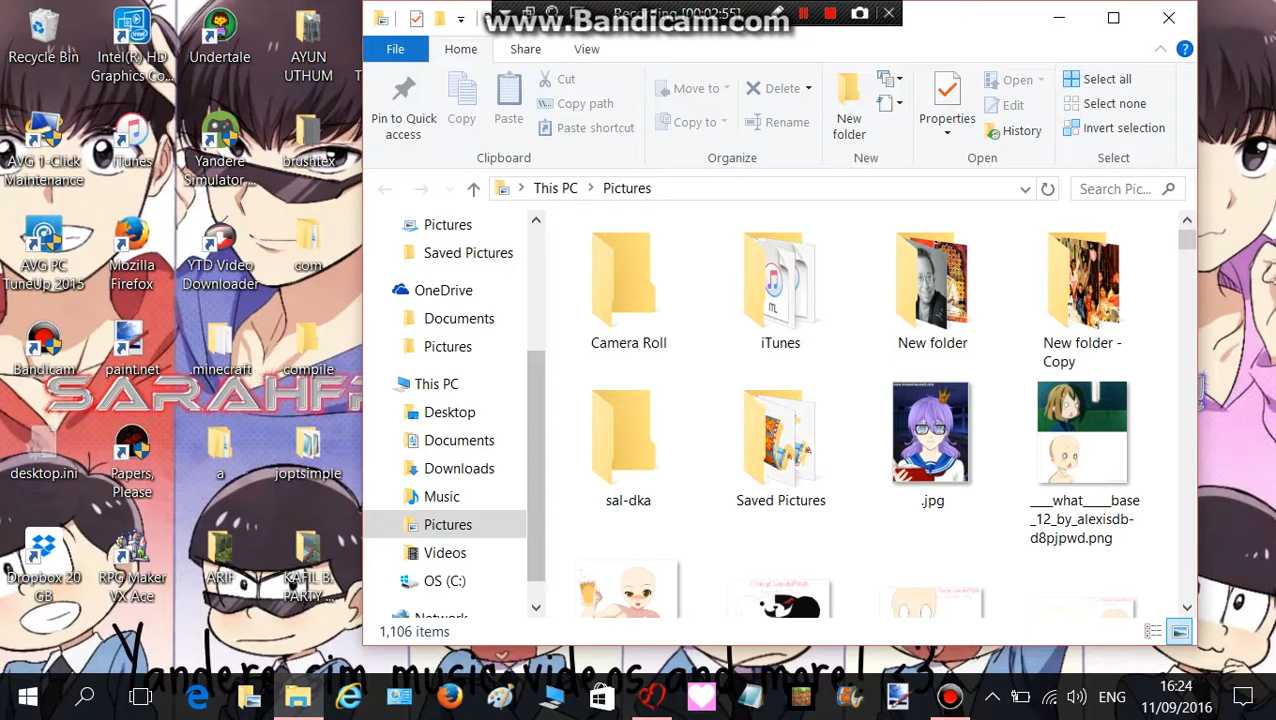 Recycle Bin
Intel(R) HD
Graphics Co...
Undertale
AYUN
UTHUM
AVG 1-Click
Maintenance
iTunes
Yandere
Simulator ...
brushtex
AVG PC
TuneUp 2015
Mozilla
Firefox
YTD Video
Downloader
com
Bandicam
paint.net
.minecraft
compile
desktop.ini
Papers,
Please
a
joptsimple
Dropbox 20
GB
RPG Maker
VX Ace
ARIF
KAFIL B.
PARTY ...
Yandere sim music videos and more! <3
Recording [00:02:55]
www.Bandicam.com
File
Home
Share
View
Pin to Quick
access
Copy
Paste
Cut
Copy path
Paste shortcut
Clipboard
Move to
Copy to
Delete
Rename
Organize
New
folder
New
Properties
Open
Edit
History
Open
Select all
Select none
Invert selection
Select
This PC > Pictures
Search Pic...
Pictures
Saved Pictures
OneDrive
Documents
Pictures
This PC
Desktop
Documents
Downloads
Music
Pictures
Videos
OS (C:)
Network
Camera Roll
iTunes
New folder
New folder -
Copy
sal-dka
Saved Pictures
.jpg
____what____base
_12_by_alexisdb-
d8pjpwd.png
1,106 items
ENG
16:24
11/09/2016